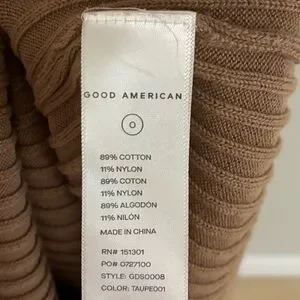 GOOD AMERICAN
0
89% COTTON
11% NYLON
89% COTON
11% NYLON
89% ALGODÓN
11% NILÓN
MADE IN CHINA
RN# 151301
PO# 0727100
STYLE: GDS0008
COLOR: TAUPE001